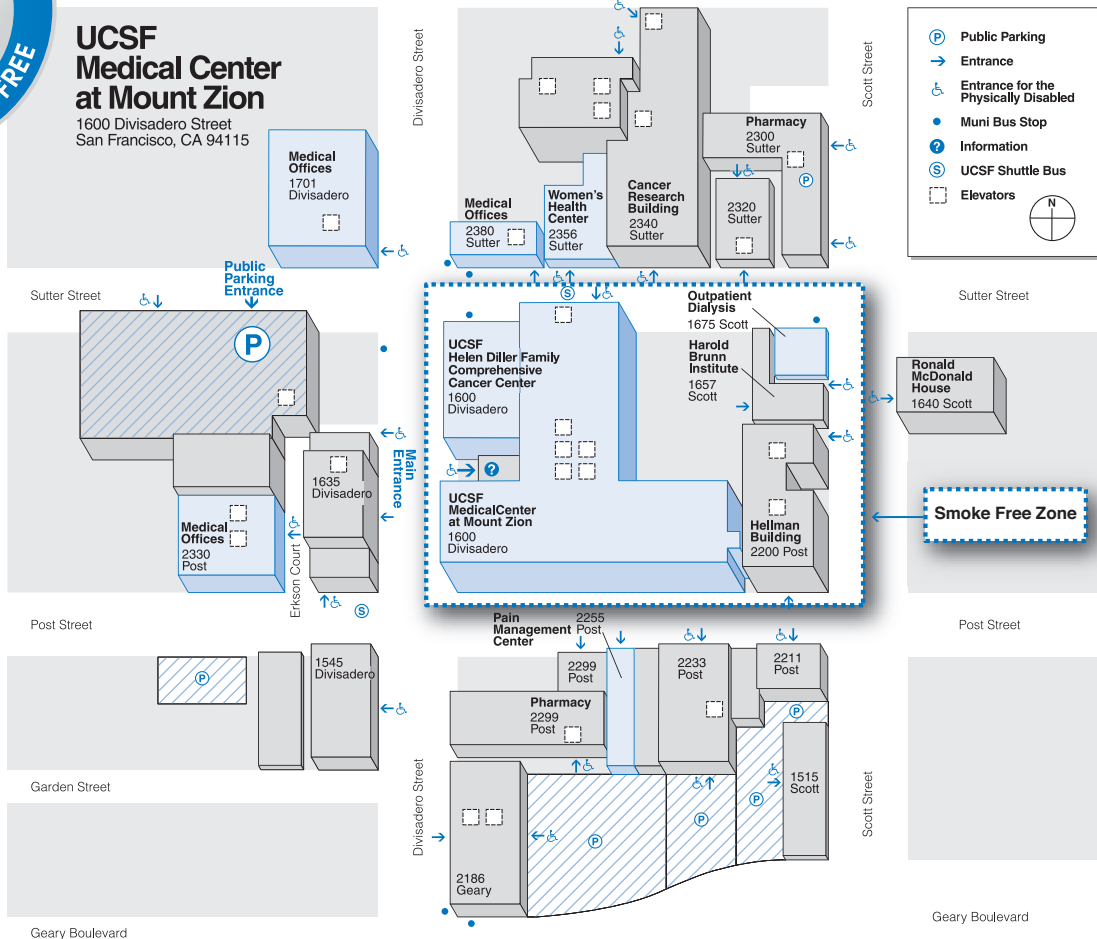 FREE
UCSF
Medical Center
at Mount Zion
1600 Divisadero Street
San Francisco, CA 94115
Divisadero Street
Scott Street
P Public Parking
Entrance
Entrance for the
Physically Disabled
Muni Bus Stop
? Information
S UCSF Shuttle Bus
Elevators
N
Medical
Offices
1701
Divisadero
Medical
Offices
2380
Sutter
Women's
Health
Center
2356
Sutter
Cancer
Research
Building
2340
Sutter
Pharmacy
2300
Sutter
P
2320
Sutter
Public
Parking
Entrance
Sutter Street
Sutter Street
P
S
UCSF
Helen Diller Family
Comprehensive
Cancer Center
1600
Divisadero
Outpatient
Dialysis
1675 Scott
Harold
Brunn
Institute
1657
Scott
Ronald
McDonald
House
1640 Scott
Main
Entrance
?
1635
Divisadero
UCSF
MedicalCenter
at Mount Zion
1600
Divisadero
Hellman
Building
2200 Post
Smoke Free Zone
Medical
Offices
2330
Post
Erkson Court
S
Post Street
Post Street
Pain
Management
Center
2255
Post
P
1545
Divisadero
2299
Post
2233
Post
2211
Post
Pharmacy
2299
Post
P
Garden Street
Divisadero Street
Scott Street
1515
Scott
P
P
P
2186
Geary
Geary Boulevard
Geary Boulevard